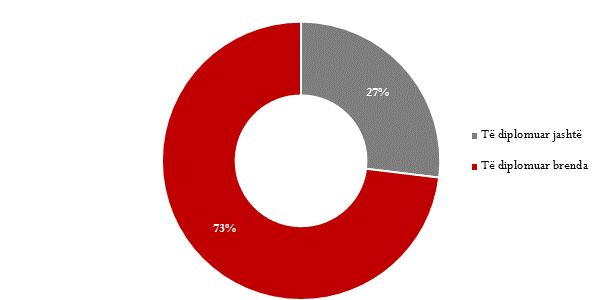 27%
Të diplomuar jashtë
Të diplomuar brenda
73%